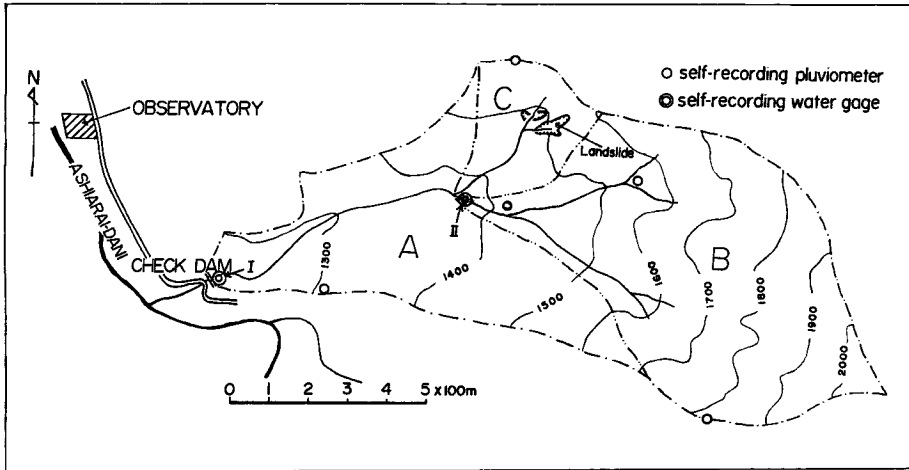 N
OBSERVATORY
ASHIARAI-DANI
CHECK DAM
I
II
A
B
C
Landslide
self-recording pluviometer
self-recording water gage
1300
1400
1500
1600
1700
1800
1900
2000
0 1 2 3 4 5 x100m